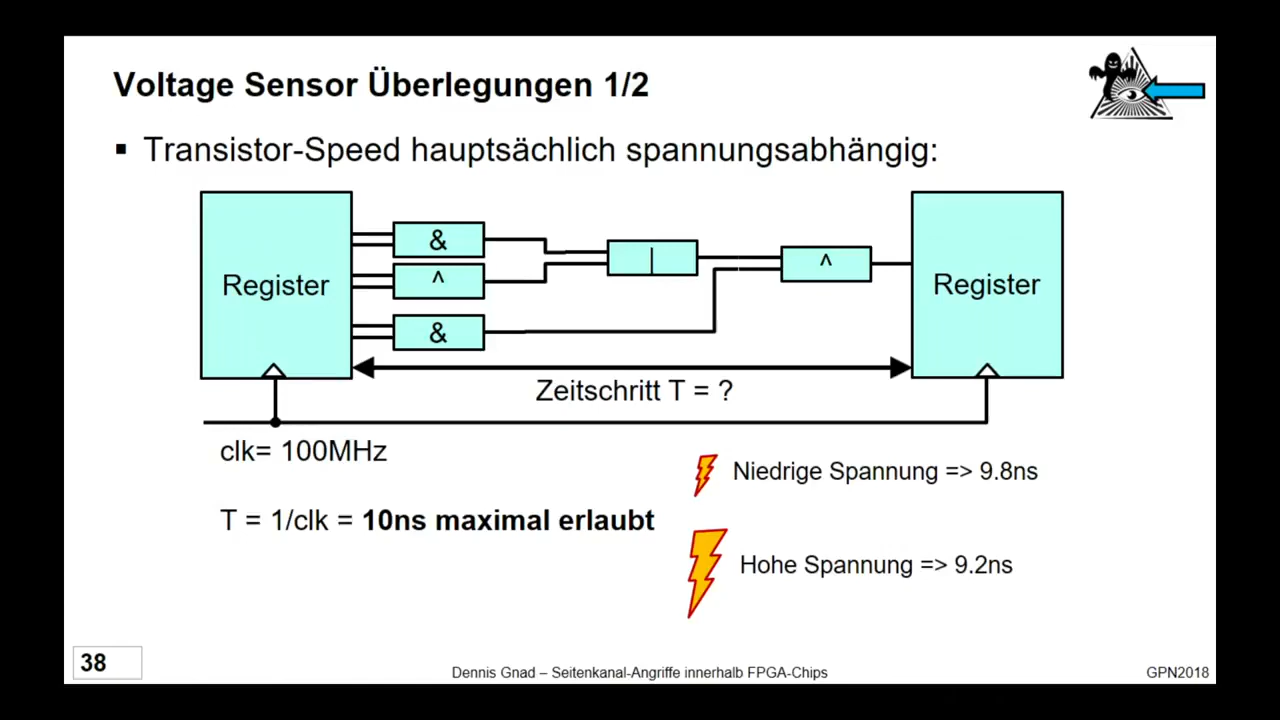 Voltage Sensor Überlegungen 1/2
▪ Transistor-Speed hauptsächlich spannungsabhängig:
Register
&
^
&
|
^
Register
Zeitschritt T = ?
clk= 100MHz
Niedrige Spannung => 9.8ns
T = 1/clk = 10ns maximal erlaubt
Hohe Spannung => 9.2ns
38
Dennis Gnad – Seitenkanal-Angriffe innerhalb FPGA-Chips
GPN2018